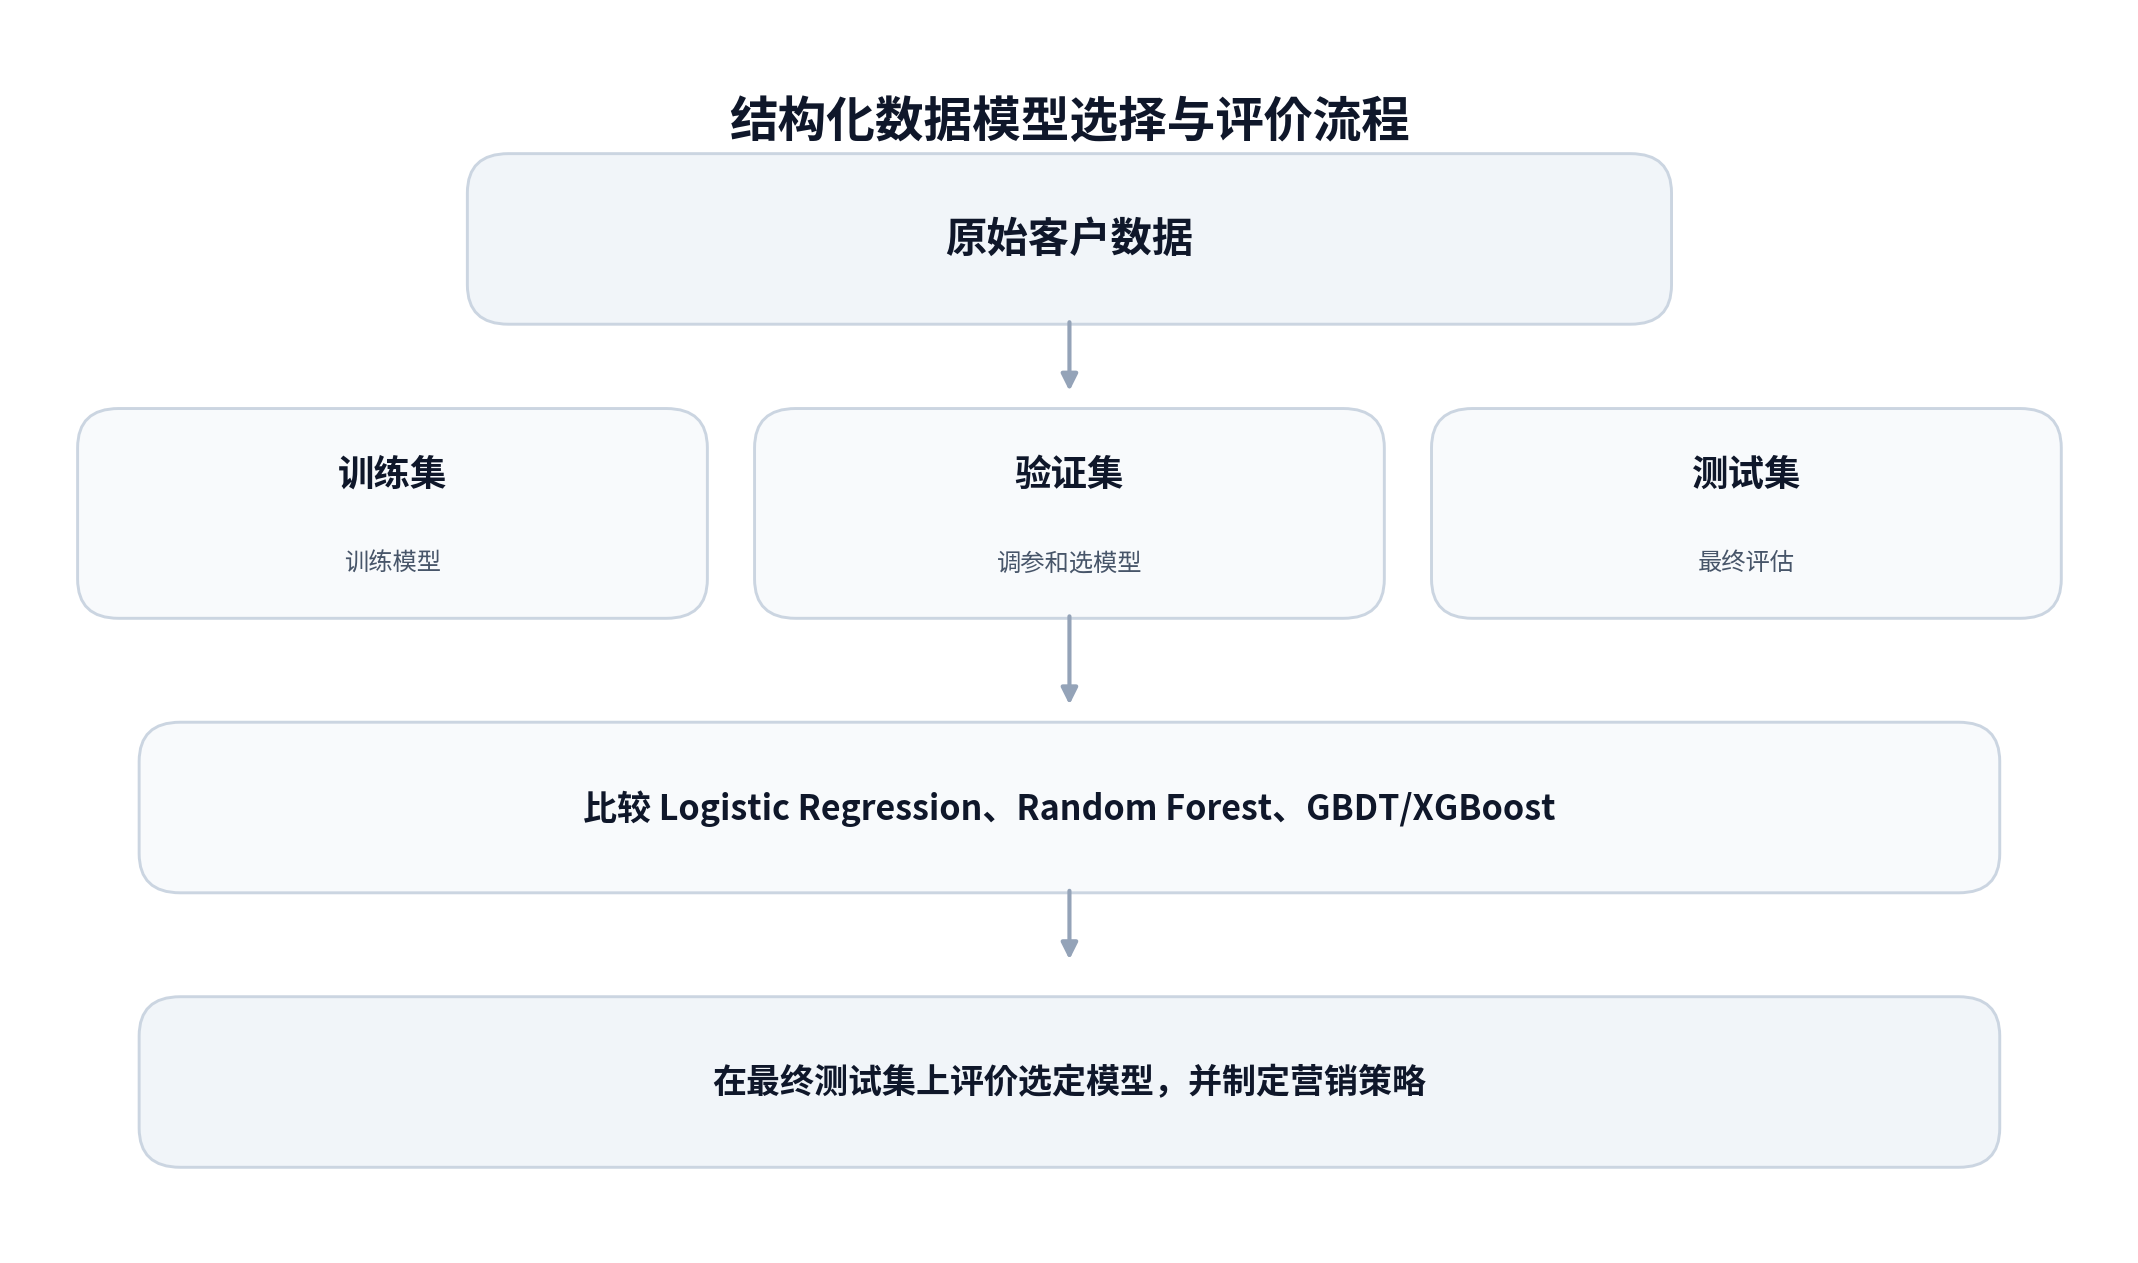 结构化数据模型选择与评价流程
原始客户数据
训练集
训练模型
验证集
调参和选模型
测试集
最终评估
比较 Logistic Regression、Random Forest、GBDT/XGBoost
在最终测试集上评价选定模型，并制定营销策略